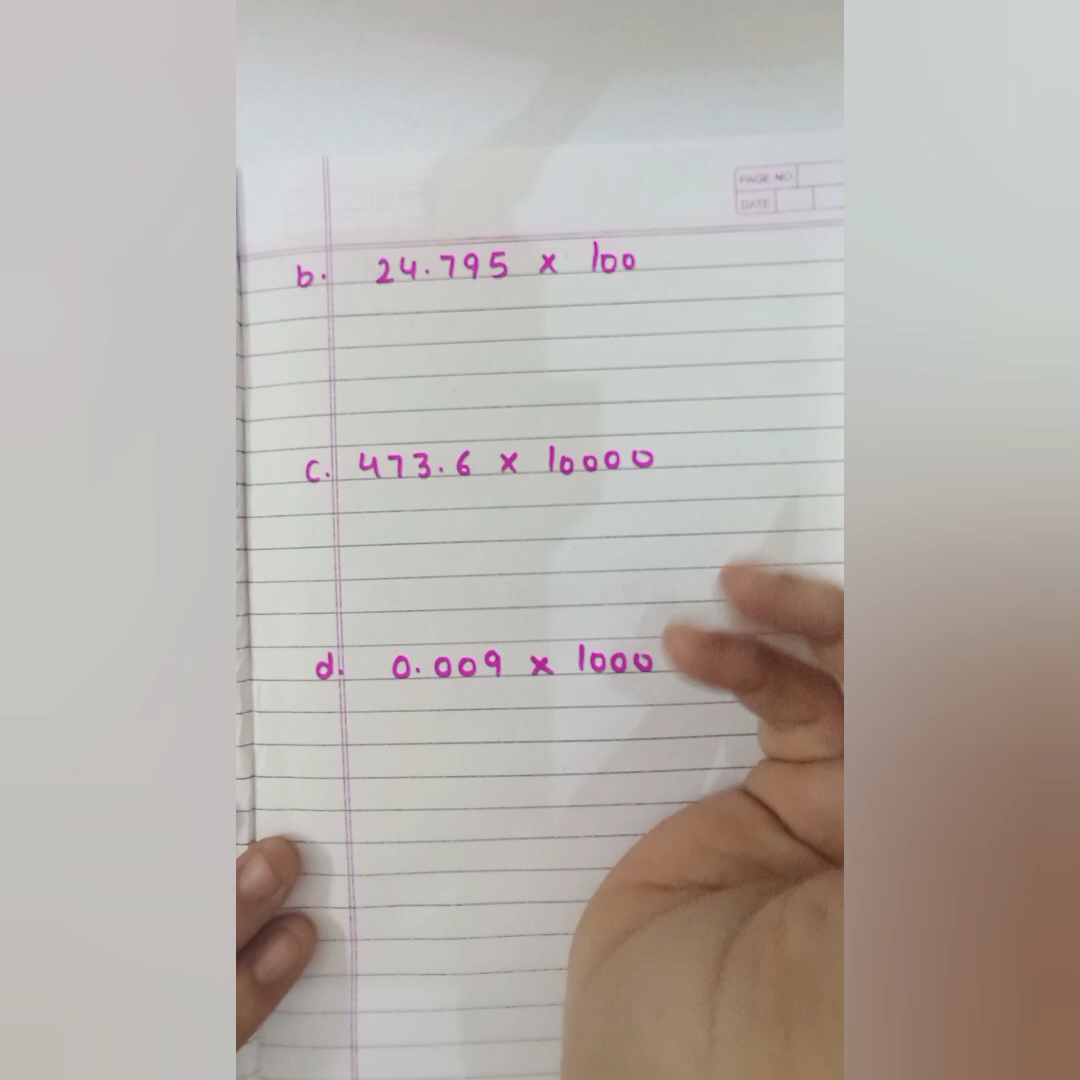 PAGE NO
DATE
b. 24.795 x 100
c. 473.6 x 10000
d. 0.009 x 1000